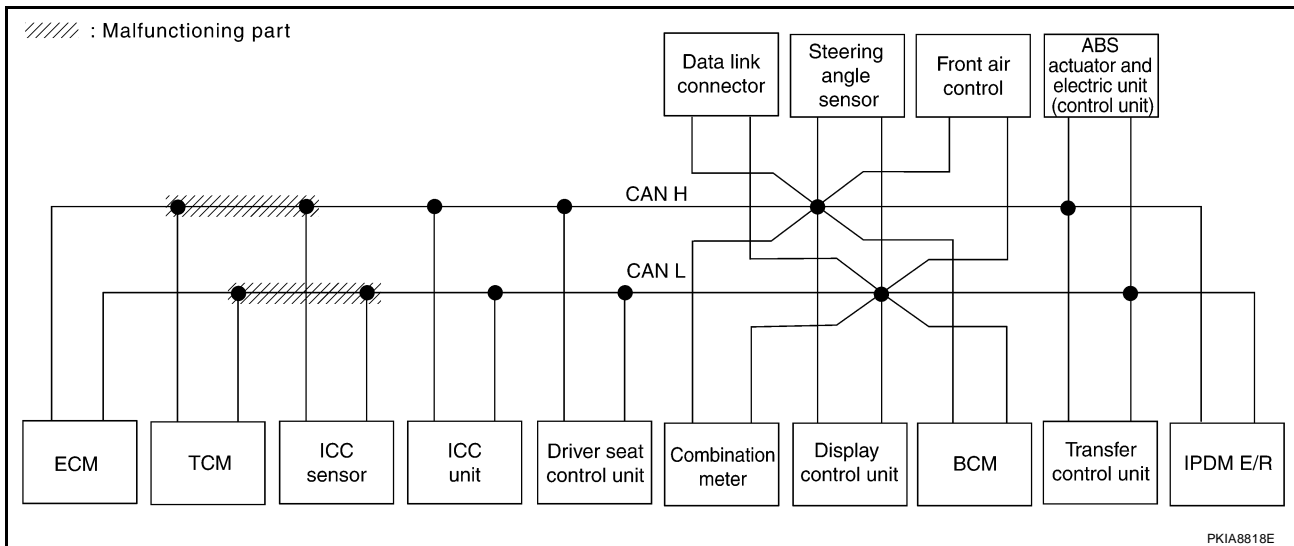 : Malfunctioning part
Data link
connector
Steering
angle
sensor
Front air
control
ABS
actuator and
electric unit
(control unit)
CAN H
CAN L
ECM
TCM
ICC
sensor
ICC
unit
Driver seat
control unit
Combination
meter
Display
control unit
BCM
Transfer
control unit
IPDM E/R
PKIA8818E